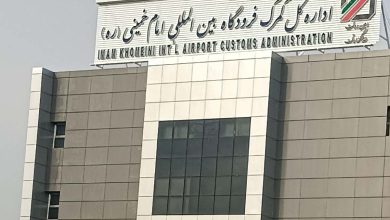 اداره کل گمرک فرودگاه بین المللی امام خمینی (ره)
IMAM KHOMEINI INT'L AIRPORT CUSTOMS ADMINISTRATION